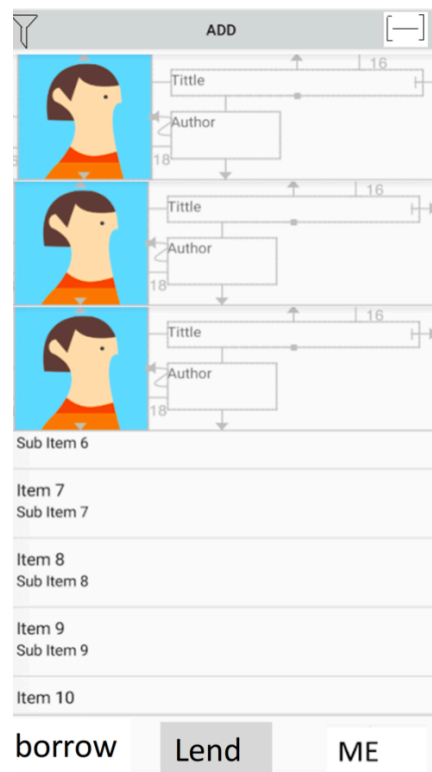 ADD
16
Tittle
Author
18
16
Tittle
Author
18
16
Tittle
Author
18
Sub Item 6
Item 7
Sub Item 7
Item 8
Sub Item 8
Item 9
Sub Item 9
Item 10
borrow Lend ME